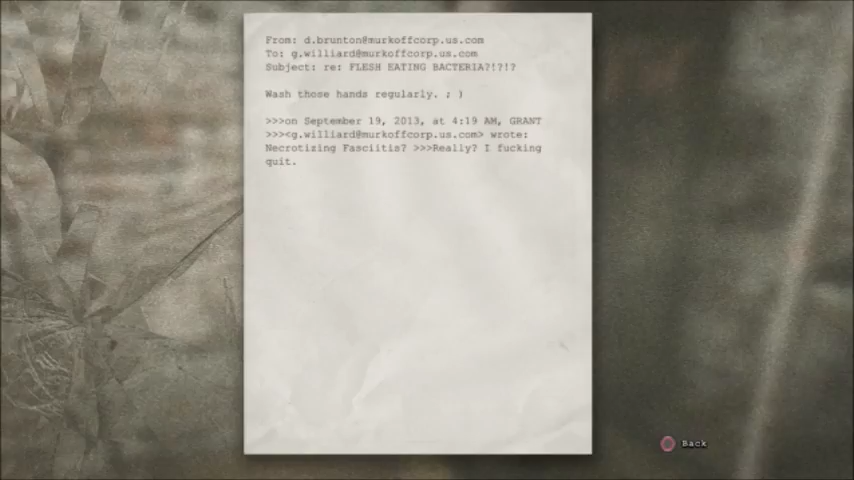 From: d.brunton@murkoffcorp.us.com
To: g.williard@murkoffcorp.us.com
Subject: re: FLESH EATING BACTERIA?!?!?
Wash those hands regularly. ; )
>>>on September 19, 2013, at 4:19 AM, GRANT
>>><g.williard@murkoffcorp.us.com> wrote:
Necrotizing Fasciitis? >>>Really? I fucking
quit.
Back